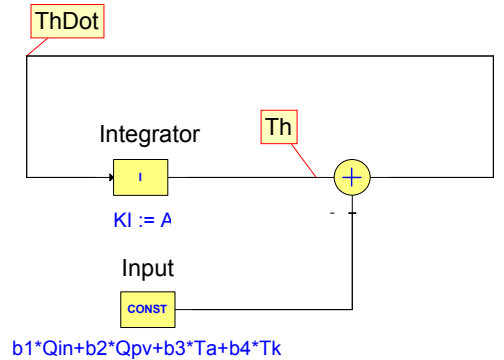 ThDot
Integrator
Th
I
+
KI := A
Input
CONST
b1*Qin+b2*Qpv+b3*Ta+b4*Tk